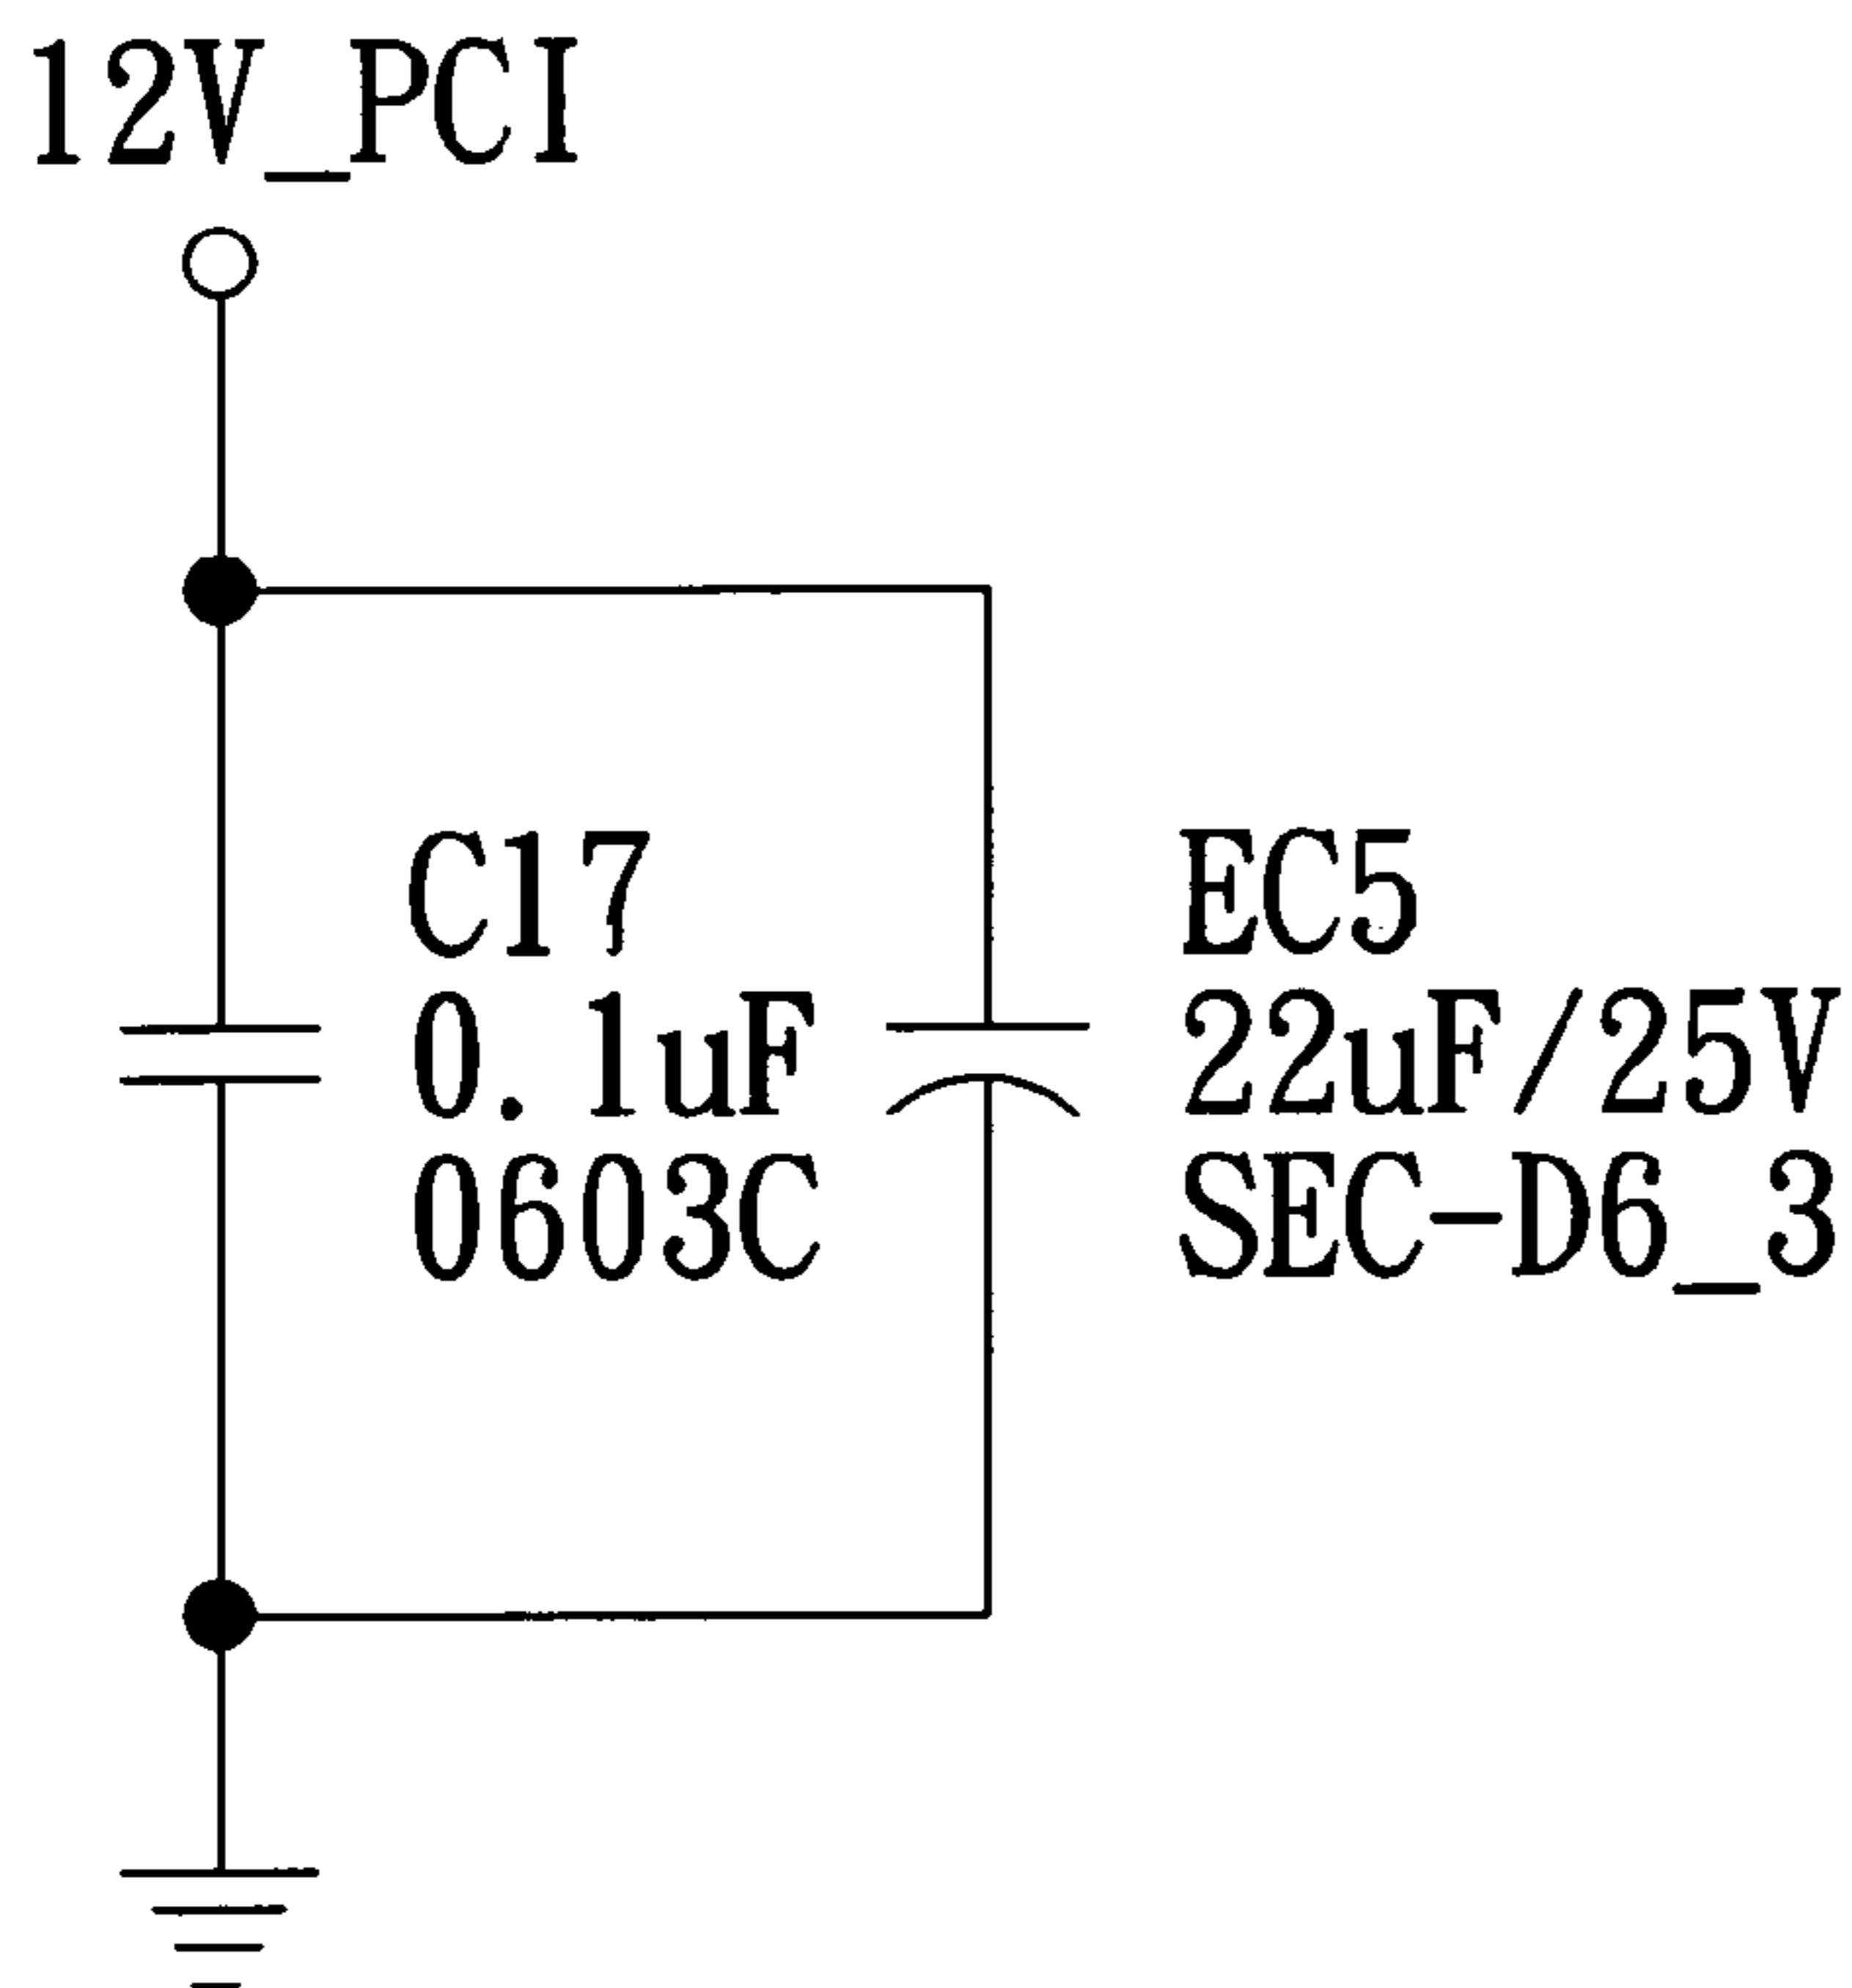 12V_PCI
C17
0.1uF
0603C
EC5
22uF/25V
SEC-D6_3